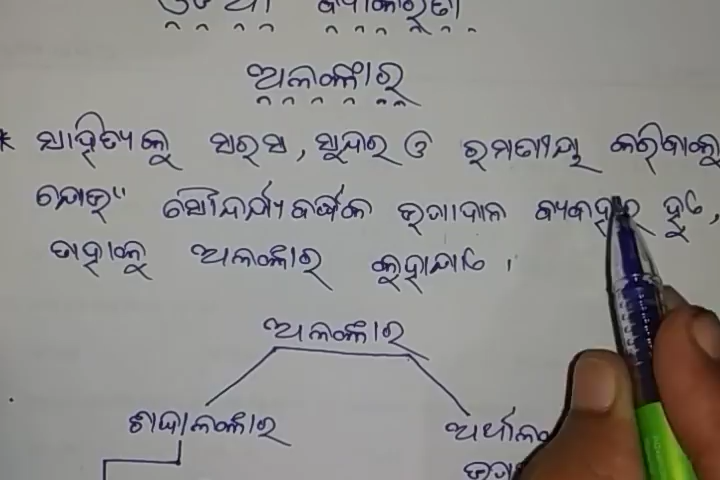 ଓଡ଼ିଆ ବ୍ୟାକରଣ
ଅଳଙ୍କାର
* ସାହିତ୍ୟକୁ ସରସ, ସୁନ୍ଦର ଓ ରମଣୀୟ କରିବାକୁ
ଯେଉଁ ସୌନ୍ଦର୍ଯ୍ୟବର୍ଦ୍ଧକ ଉପାଦାନ ବ୍ୟବହାର ହୁଏ,
ତାହାକୁ ଅଳଙ୍କାର କୁହାଯାଏ ।
ଅଳଙ୍କାର
ଶବ୍ଦାଳଙ୍କାର